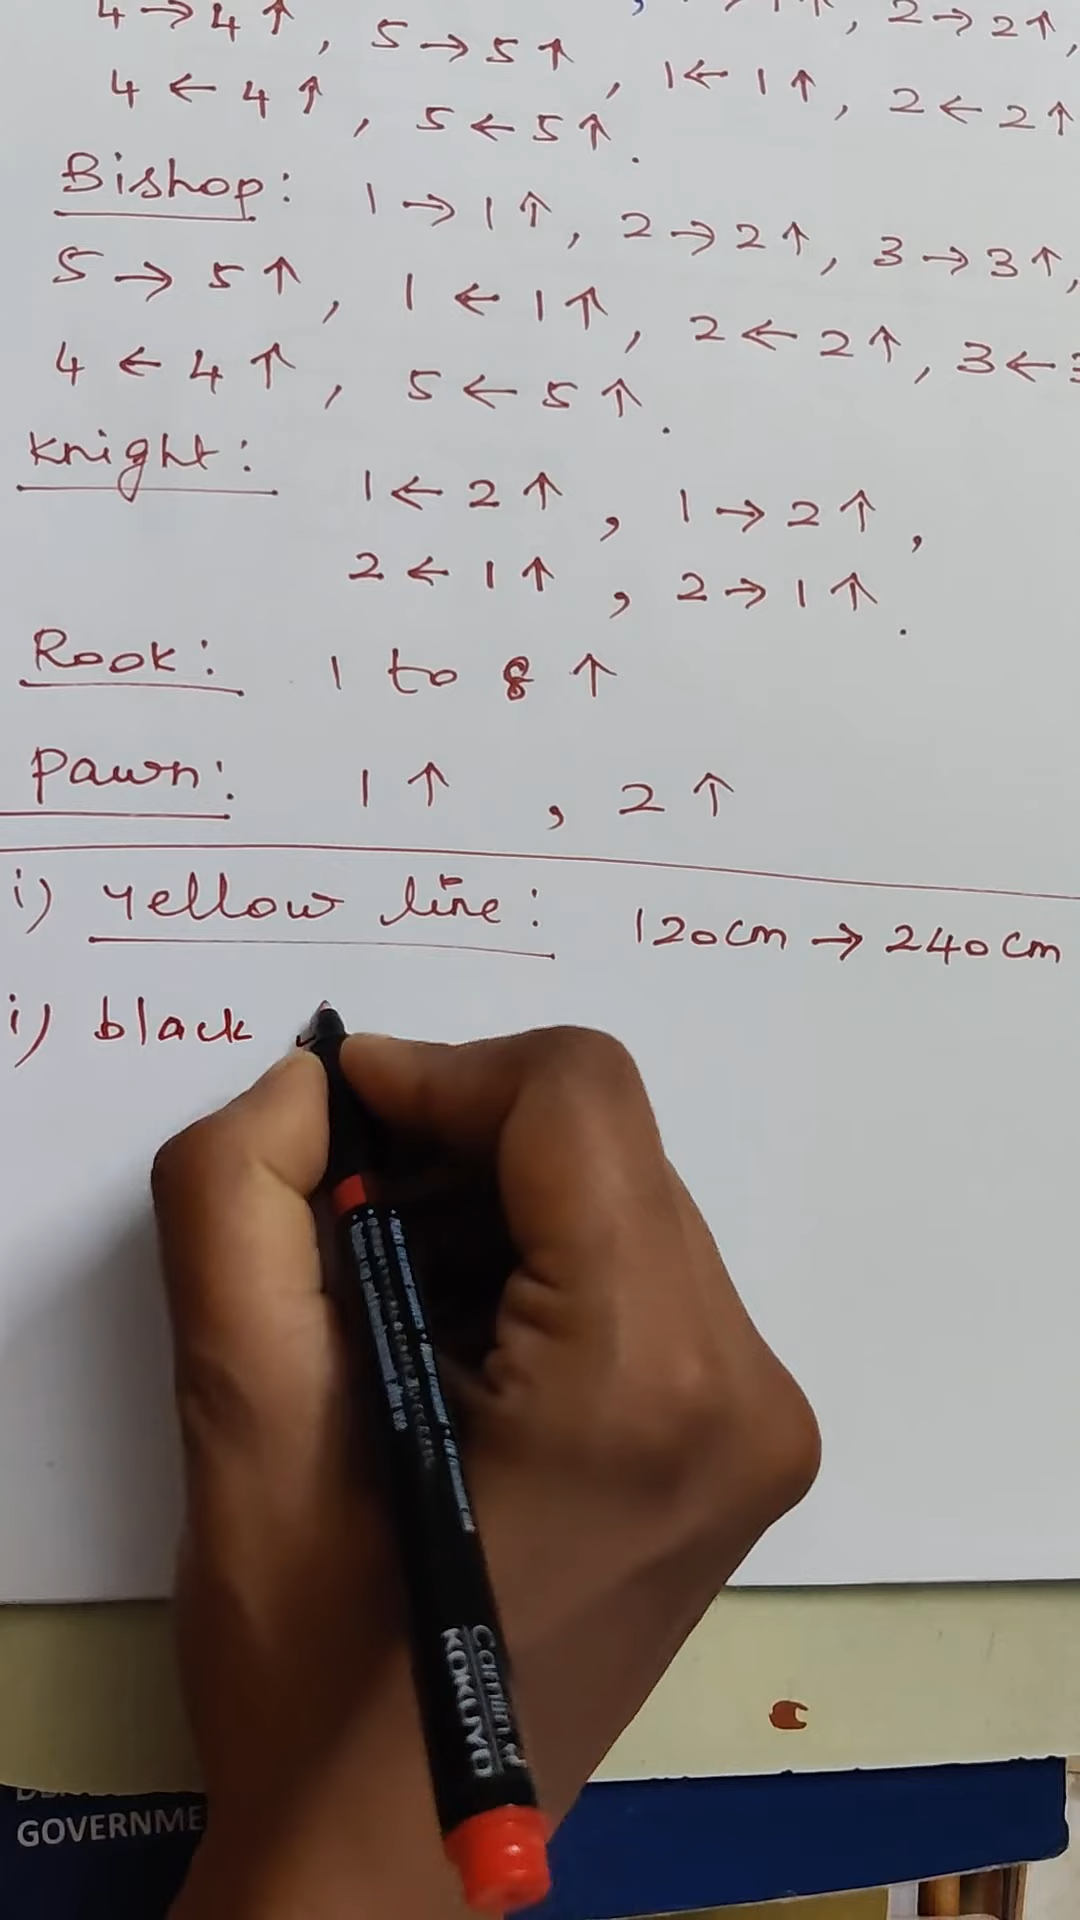 4 → 4 ↑ , 5 → 5 ↑ , 2 → 2 ↑ ,
4 ← 4 ↑ , 5 ← 5 ↑ , 1 ← 1 ↑ , 2 ← 2 ↑
Bishop: 1 → 1 ↑ , 2 → 2 ↑ , 3 → 3 ↑ ,
5 → 5 ↑ , 1 ← 1 ↑ , 2 ← 2 ↑ , 3 ←
4 ← 4 ↑ , 5 ← 5 ↑ .
Knight: 1 ← 2 ↑ , 1 → 2 ↑ ,
2 ← 1 ↑ , 2 → 1 ↑ .
Rook: 1 to 8 ↑
Pawn: 1 ↑ , 2 ↑
i) Yellow line: 120cm → 240cm
i) black
Camlin
KOKUYO
GOVERNME